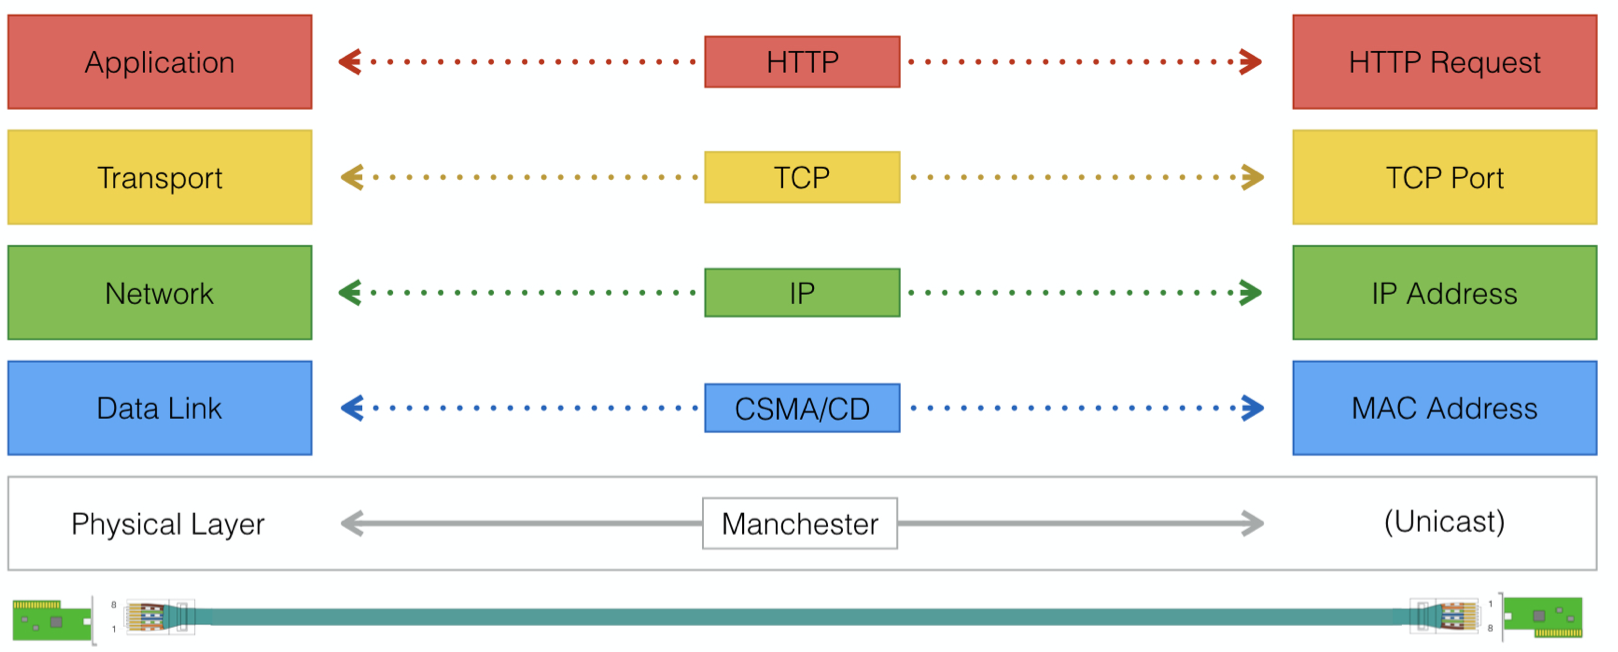 Application
HTTP
HTTP Request
Transport
TCP
TCP Port
Network
IP
IP Address
Data Link
CSMA/CD
MAC Address
Physical Layer
Manchester
(Unicast)
8
1
1
8